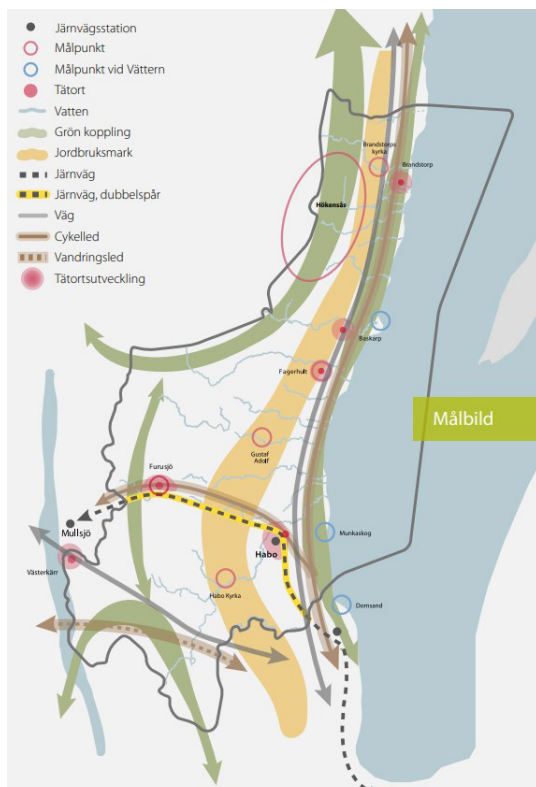 Järnvägsstation
Målpunkt
Målpunkt vid Vättern
Tätort
Vatten
Grön koppling
Jordbruksmark
Järnväg
Järnväg, dubbelspår
Väg
Cykelled
Vandringsled
Tätortsutveckling
Brandstorps
kyrka
Brandstorp
Hökensås
Baskarp
Fagerhult
Målbild
Gustaf
Adolf
Furusjö
Mullsjö
Munkaskog
Habo
Västerkärr
Habo Kyrka
Domsand